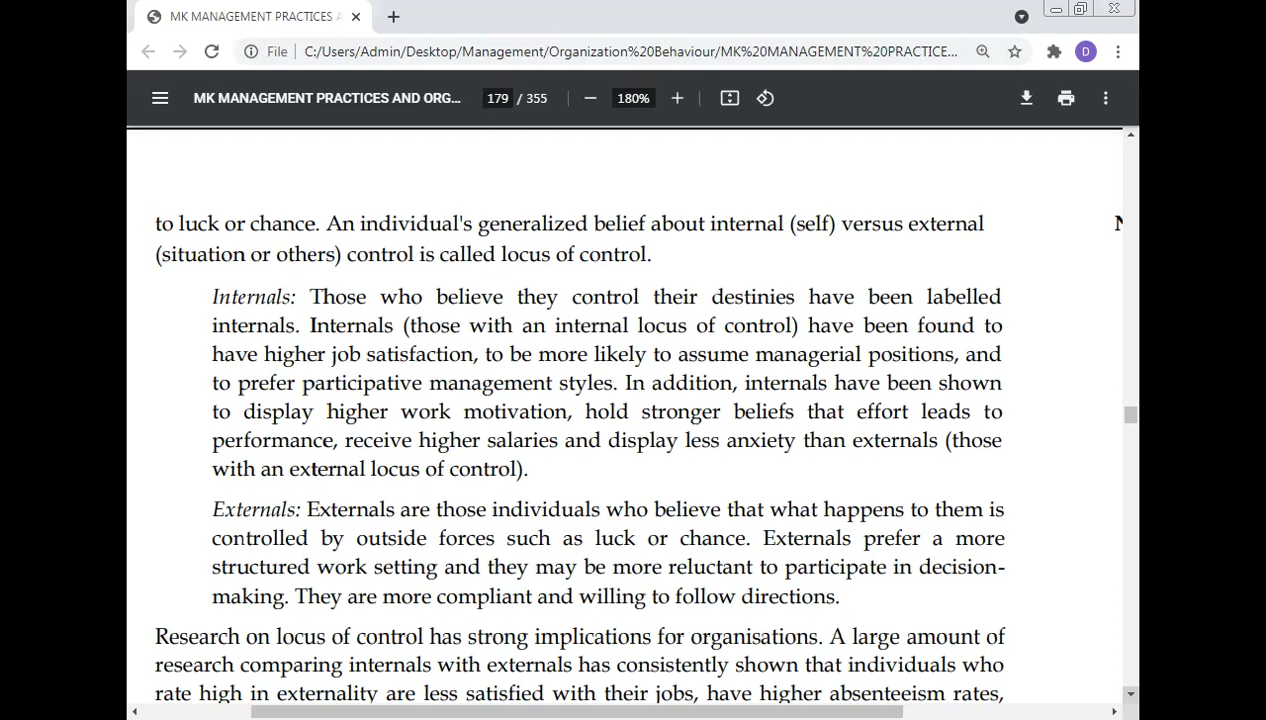 MK MANAGEMENT PRACTICES A
File C:/Users/Admin/Desktop/Management/Organization%20Behaviour/MK%20MANAGEMENT%20PRACTICE...
D
MK MANAGEMENT PRACTICES AND ORG... 179 / 355 180%
to luck or chance. An individual's generalized belief about internal (self) versus external
(situation or others) control is called locus of control.
Internals: Those who believe they control their destinies have been labelled
internals. Internals (those with an internal locus of control) have been found to
have higher job satisfaction, to be more likely to assume managerial positions, and
to prefer participative management styles. In addition, internals have been shown
to display higher work motivation, hold stronger beliefs that effort leads to
performance, receive higher salaries and display less anxiety than externals (those
with an external locus of control).
Externals: Externals are those individuals who believe that what happens to them is
controlled by outside forces such as luck or chance. Externals prefer a more
structured work setting and they may be more reluctant to participate in decision-
making. They are more compliant and willing to follow directions.
Research on locus of control has strong implications for organisations. A large amount of
research comparing internals with externals has consistently shown that individuals who
rate high in externality are less satisfied with their jobs, have higher absenteeism rates,